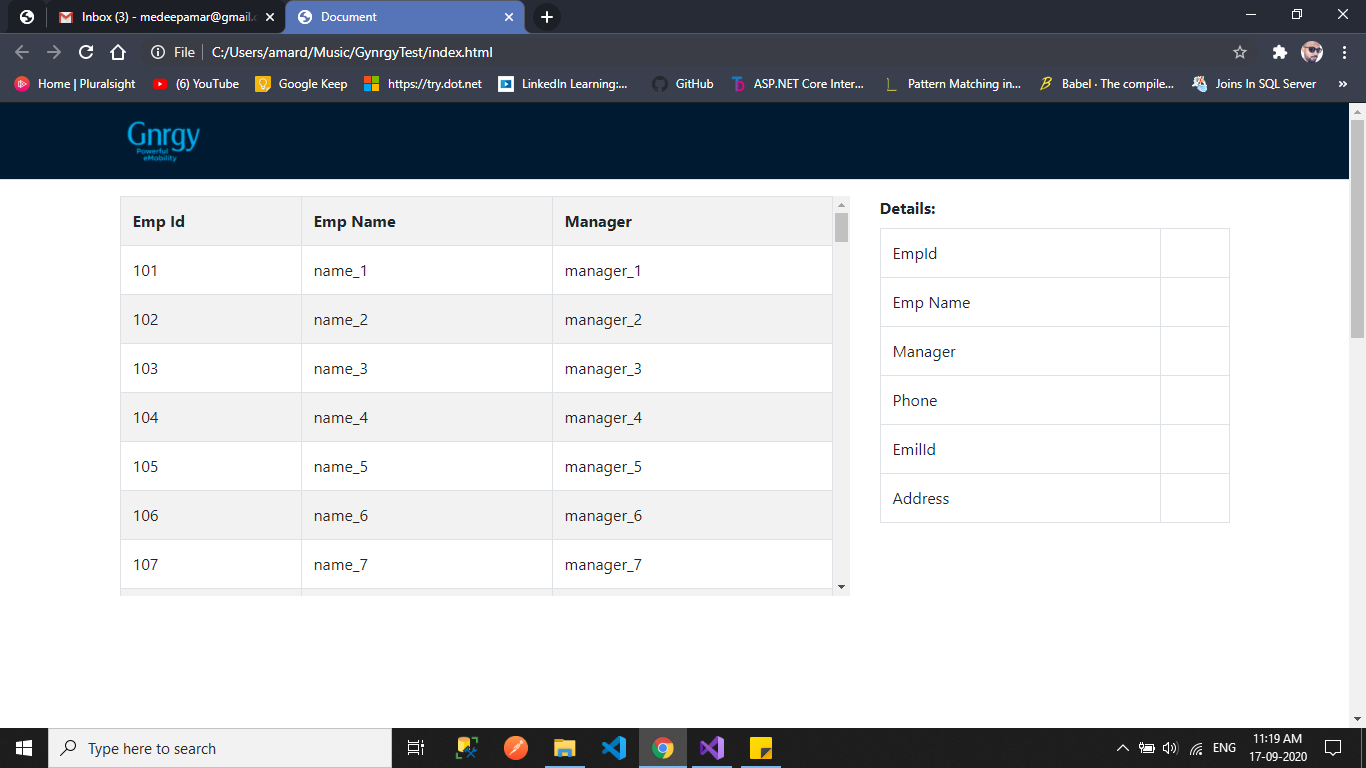 Inbox (3) - medeepamar@gmail.c
Document
File C:/Users/amard/Music/GynrgyTest/index.html
Home | Pluralsight (6) YouTube Google Keep https://try.dot.net LinkedIn Learning:... GitHub ASP.NET Core Inter... Pattern Matching in... Babel · The compile... Joins In SQL Server »
Gnrgy
Powerful
eMobility
Emp Id Emp Name Manager
101 name_1 manager_1
102 name_2 manager_2
103 name_3 manager_3
104 name_4 manager_4
105 name_5 manager_5
106 name_6 manager_6
107 name_7 manager_7
Details:
EmpId
Emp Name
Manager
Phone
EmilId
Address
Type here to search
ENG
11:19 AM
17-09-2020